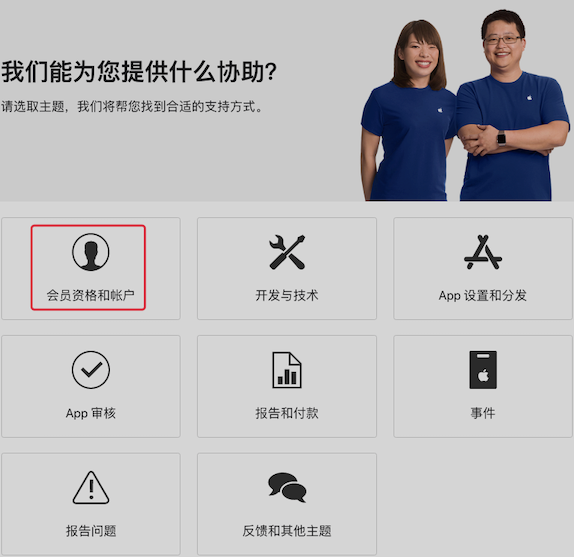 我们能为您提供什么协助?
请选取主题，我们将帮您找到合适的支持方式。
会员资格和帐户
开发与技术
App 设置和分发
App 审核
报告和付款
事件
报告问题
反馈和其他主题